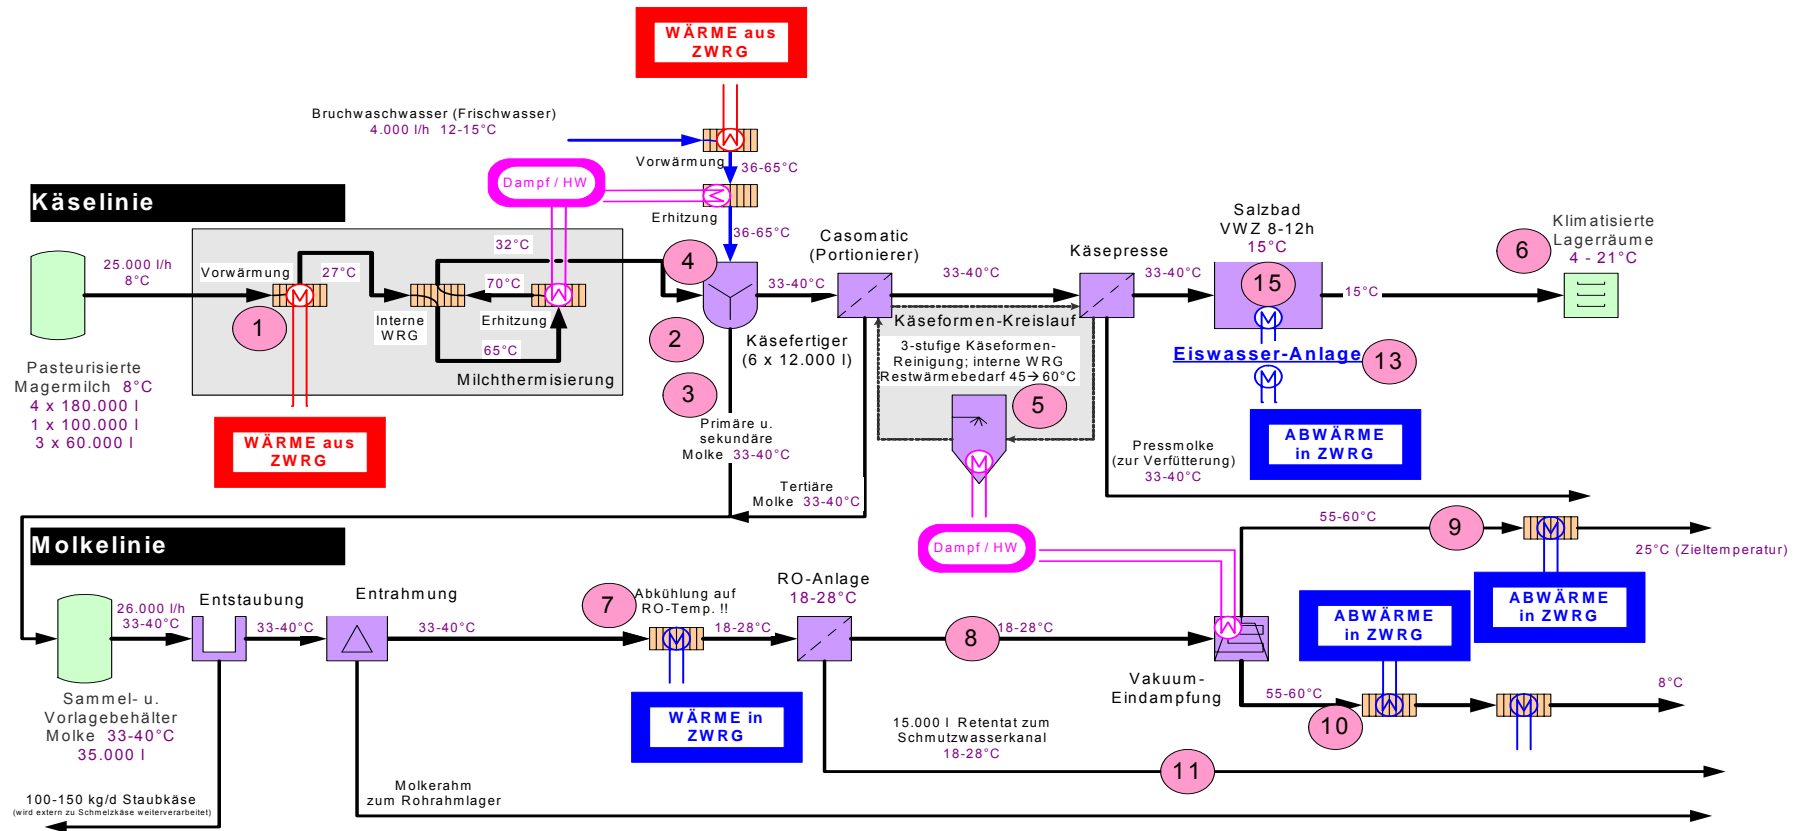 WÄRME aus
ZWRG
Bruchwaschwasser (Frischwasser)
4.000 l/h 12-15°C
Vorwärmung
36-65°C
Dampf / HW
Erhitzung
36-65°C
Käselinie
25.000 l/h
8°C
Vorwärmung
27°C
32°C
70°C
Interne
WRG
Erhitzung
65°C
Milchthermisierung
1
Pasteurisierte
Magermilch 8°C
4 x 180.000 l
1 x 100.000 l
3 x 60.000 l
WÄRME aus
ZWRG
4
2
3
33-40°C
Käsefertiger
(6 x 12.000 l)
Casomatic
(Portionierer)
33-40°C
Käsepresse
33-40°C
Salzbad
VWZ 8-12h
15°C
15
15°C
6
Klimatisierte
Lagerräume
4 - 21°C
Käseformen-Kreislauf
3-stufige Käseformen-
Reinigung; interne WRG
Restwärmebedarf 45→60°C
5
Eiswasser-Anlage
13
ABWÄRME
in ZWRG
Primäre u.
sekundäre
Molke 33-40°C
Tertiäre
Molke 33-40°C
Pressmolke
(zur Verfütterung)
33-40°C
Dampf / HW
Molkelinie
26.000 l/h
33-40°C
Entstaubung
33-40°C
Entrahmung
33-40°C
7
Abkühlung auf
RO-Temp. !!
18-28°C
RO-Anlage
18-28°C
8
18-28°C
Vakuum-
Eindampfung
55-60°C
9
25°C (Zieltemperatur)
ABWÄRME
in ZWRG
ABWÄRME
in ZWRG
55-60°C
10
8°C
Sammel- u.
Vorlagebehälter
Molke 33-40°C
35.000 l
WÄRME in
ZWRG
15.000 l Retentat zum
Schmutzwasserkanal
18-28°C
11
Molkerahm
zum Rohrahmlager
100-150 kg/d Staubkäse
(wird extern zu Schmelzkäse weiterverarbeitet)